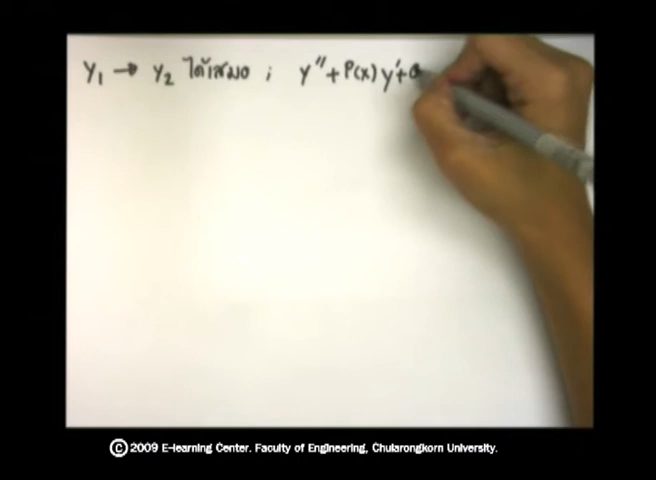 y₁ → y₂ ได้เสมอ ; y'' + P(x) y' +
© 2009 E-learning Center. Faculty of Engineering, Chulalongkorn University.